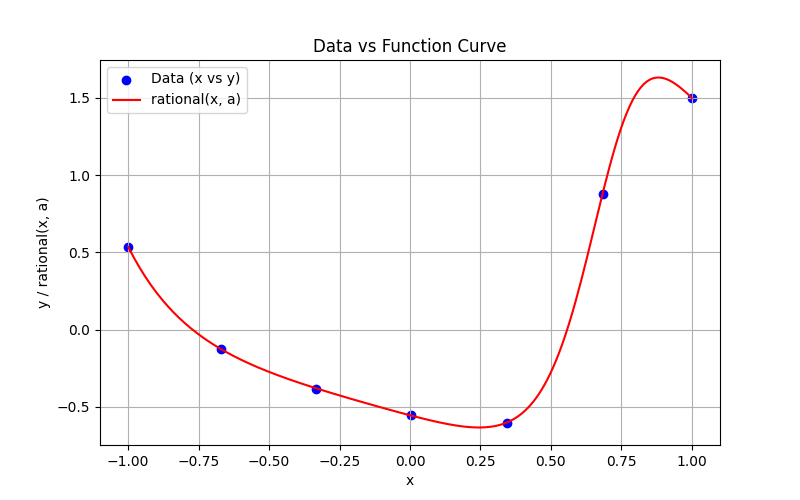 Data vs Function Curve
Data (x vs y)
rational(x, a)
y / rational(x, a)
1.5
1.0
0.5
0.0
−0.5
−1.00 −0.75 −0.50 −0.25 0.00 0.25 0.50 0.75 1.00
x